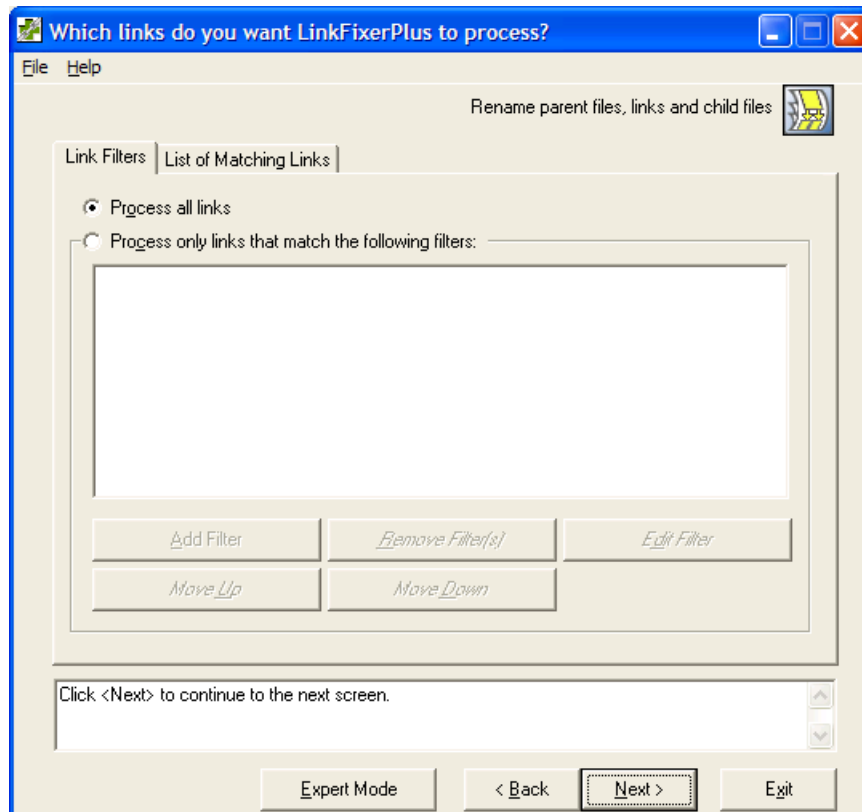 Which links do you want LinkFixerPlus to process?
File Help
Rename parent files, links and child files
Link Filters List of Matching Links
Process all links
Process only links that match the following filters:
Add Filter Remove Filter(s) Edit Filter
Move Up Move Down
Click <Next> to continue to the next screen.
Expert Mode < Back Next > Exit